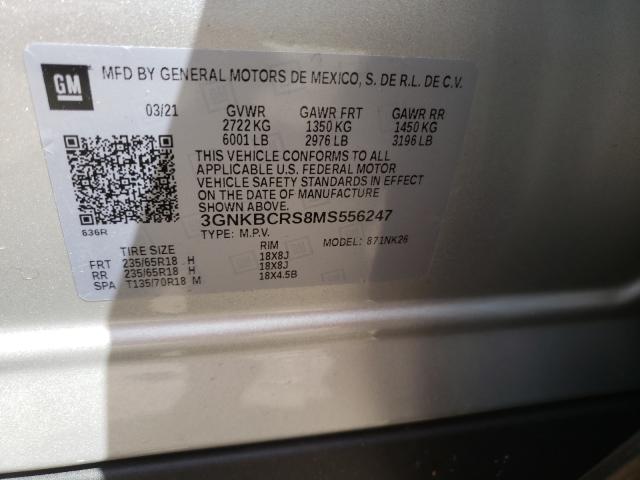 GM
MFD BY GENERAL MOTORS DE MEXICO, S. DE R.L. DE C.V.
03/21 GVWR GAWR FRT GAWR RR
2722 KG 1350 KG 1450 KG
6001 LB 2976 LB 3196 LB
THIS VEHICLE CONFORMS TO ALL
APPLICABLE U.S. FEDERAL MOTOR
VEHICLE SAFETY STANDARDS IN EFFECT
ON THE DATE OF MANUFACTURE
SHOWN ABOVE.
636R
3GNKBCRS8MS556247
TYPE: M.P.V. MODEL: 871NK26
TIRE SIZE RIM
FRT 235/65R18 H 18X8J
RR 235/65R18 H 18X8J
SPA T135/70R18 M 18X4.5B